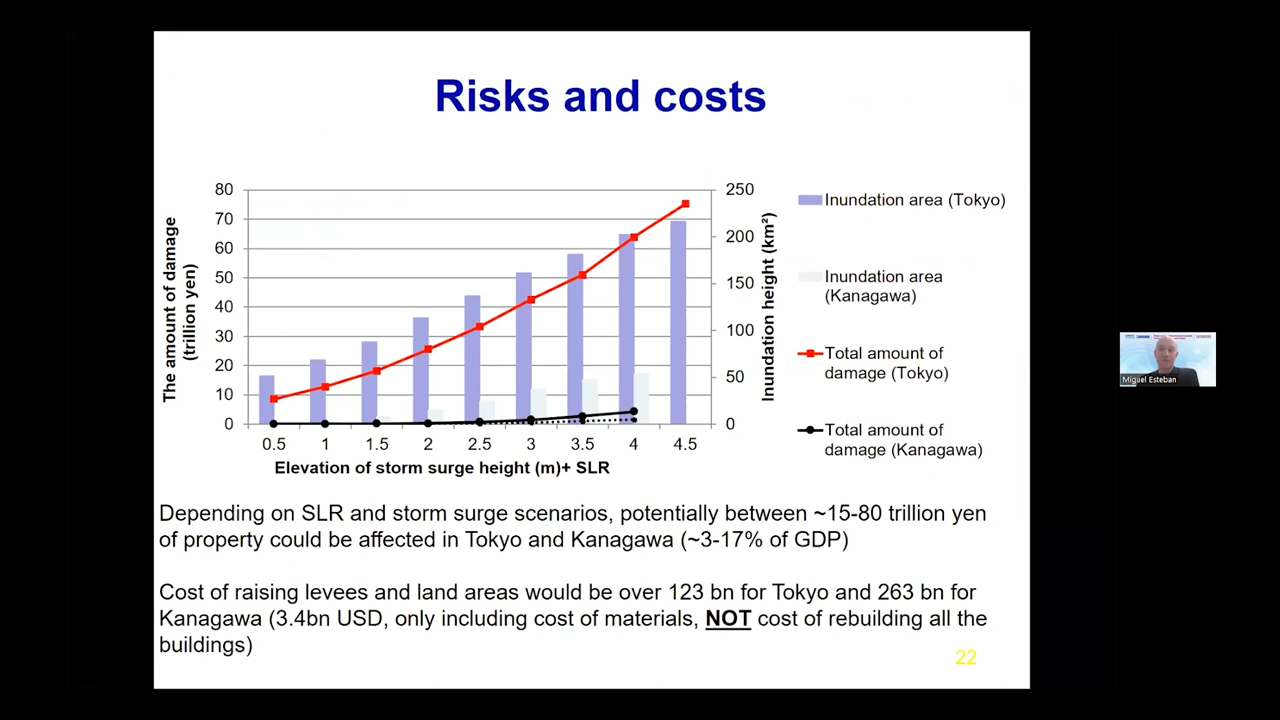 Risks and costs
The amount of damage
(trillion yen)
80
70
60
50
40
30
20
10
0
250
200
150
100
50
0
Inundation height (km²)
0.5 1 1.5 2 2.5 3 3.5 4 4.5
Elevation of storm surge height (m)+ SLR
Inundation area (Tokyo)
Inundation area
(Kanagawa)
Total amount of
damage (Tokyo)
Total amount of
damage (Kanagawa)
Depending on SLR and storm surge scenarios, potentially between ~15-80 trillion yen
of property could be affected in Tokyo and Kanagawa (~3-17% of GDP)
Cost of raising levees and land areas would be over 123 bn for Tokyo and 263 bn for
Kanagawa (3.4bn USD, only including cost of materials, NOT cost of rebuilding all the
buildings)
22
Miguel Esteban